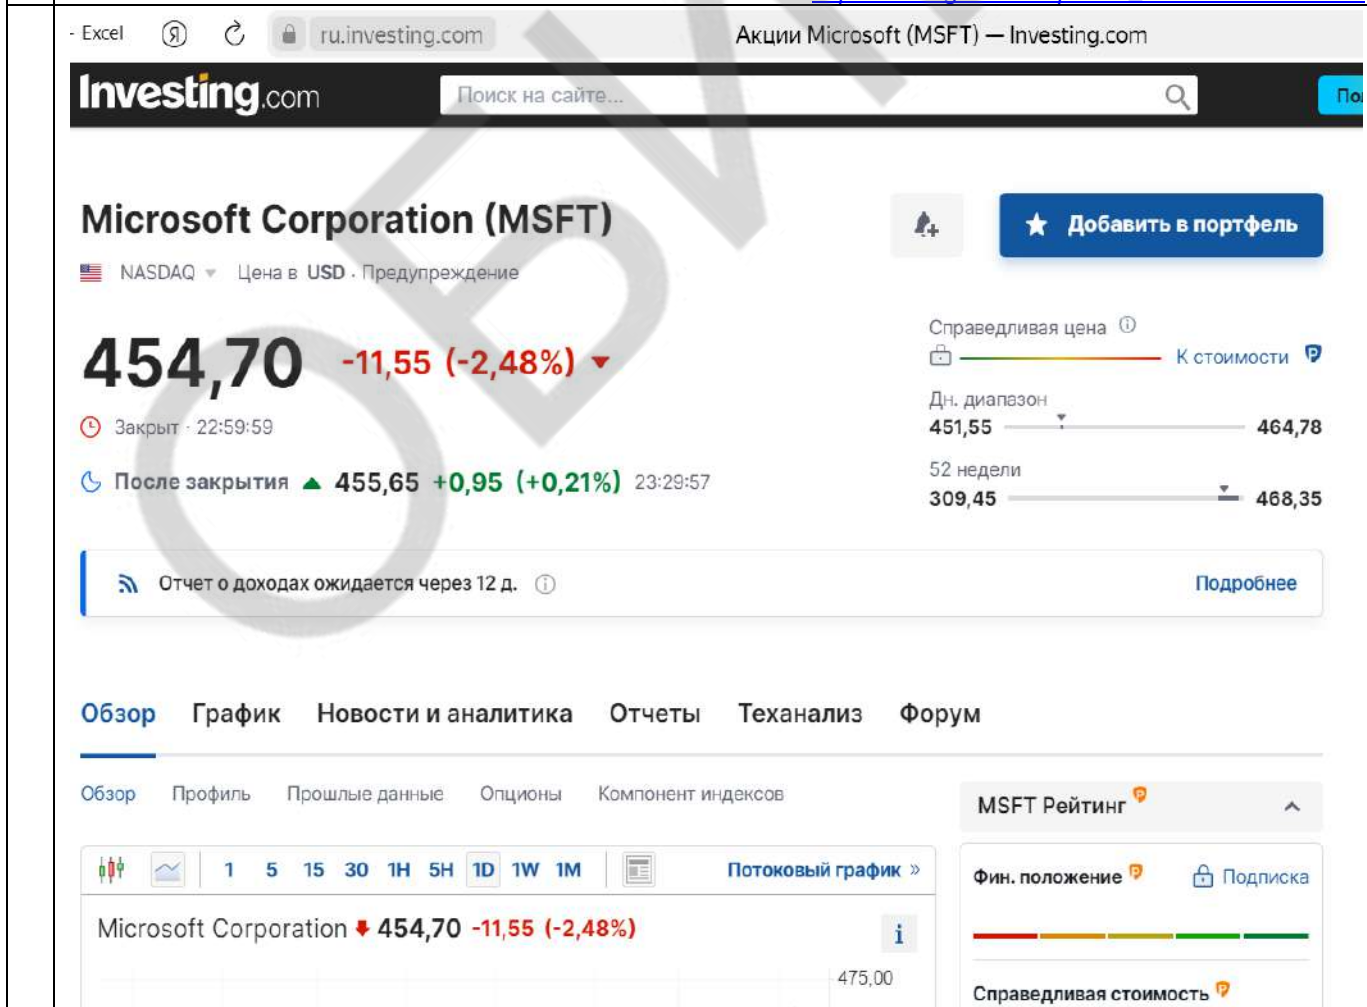 - Excel ru.investing.com Акции Microsoft (MSFT) — Investing.com
Investing.com Поиск на сайте...
Microsoft Corporation (MSFT)
Добавить в портфель
NASDAQ Цена в USD · Предупреждение
Справедливая цена
454,70 -11,55 (-2,48%)
К стоимости
Дн. диапазон
Закрыт · 22:59:59
451,55 464,78
52 недели
После закрытия 455,65 +0,95 (+0,21%) 23:29:57
309,45 468,35
Отчет о доходах ожидается через 12 д. Подробнее
Обзор График Новости и аналитика Отчеты Теханализ Форум
Обзор Профиль Прошлые данные Опционы Компонент индексов
MSFT Рейтинг
1 5 15 30 1H 5H 1D 1W 1M Потоковый график »
Фин. положение Подписка
Microsoft Corporation 454,70 -11,55 (-2,48%)
475,00
Справедливая стоимость